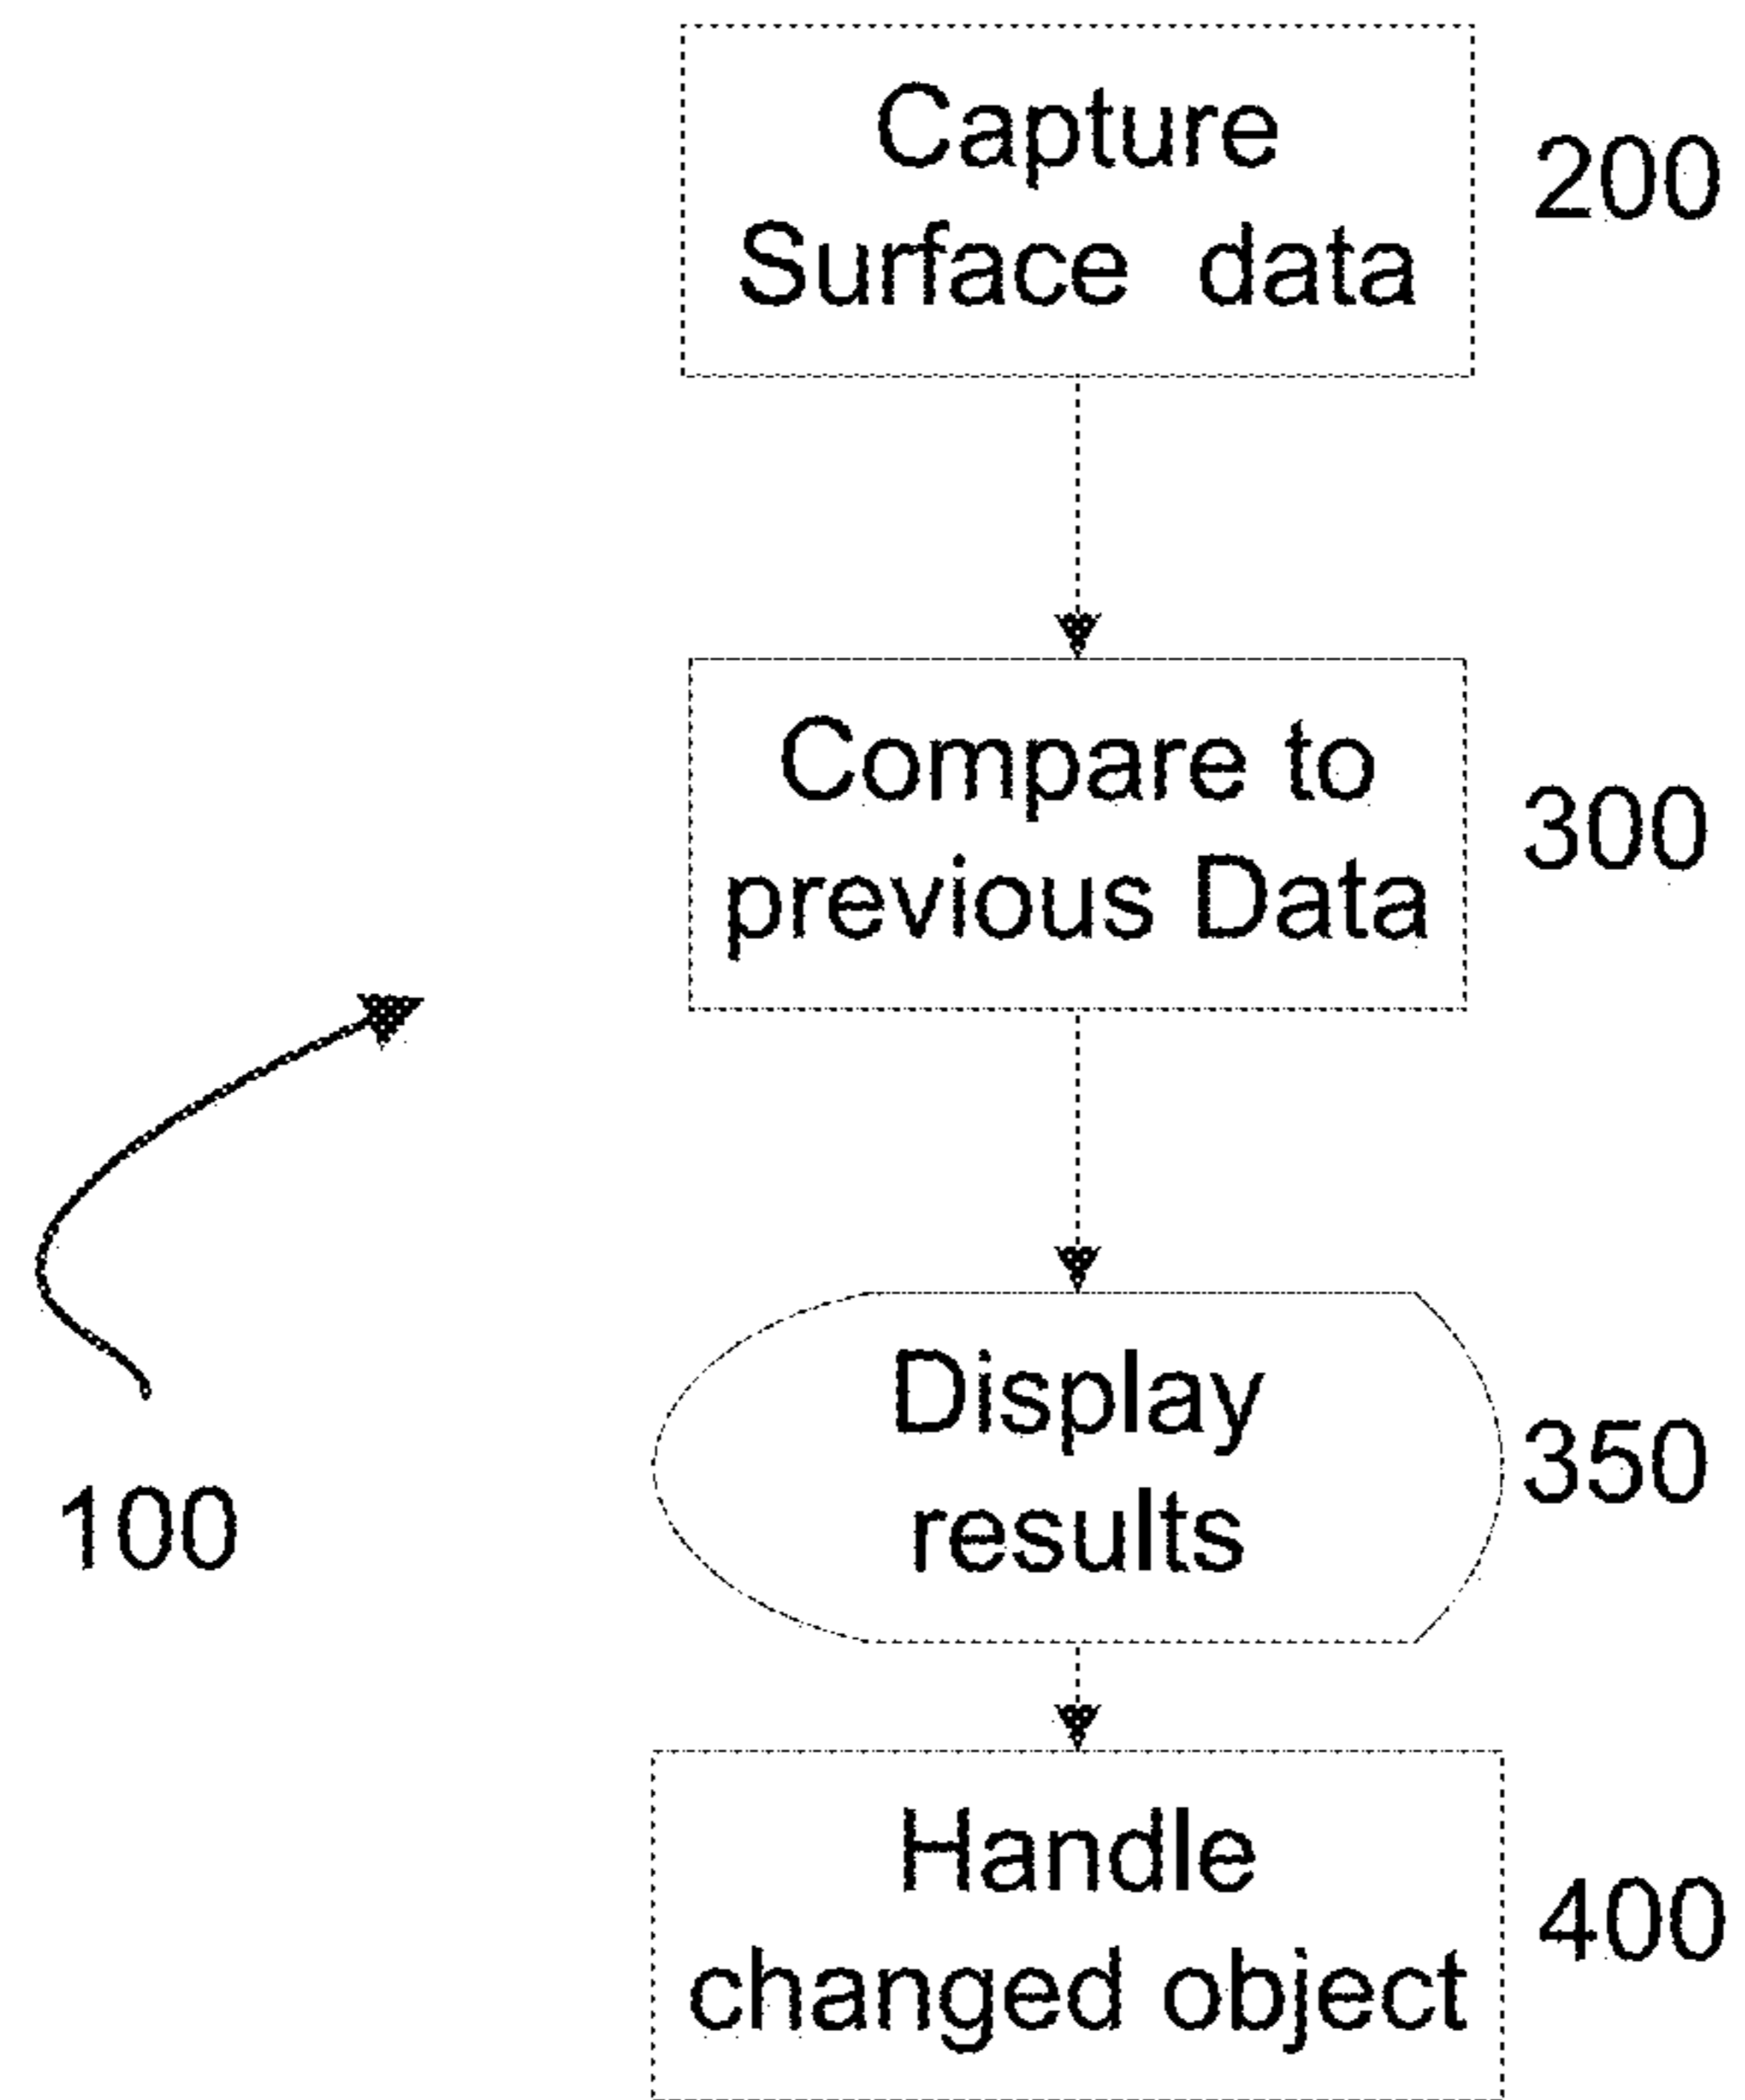 Capture
Surface data
200
Compare to
previous Data
300
Display
results
350
100
Handle
changed object
400